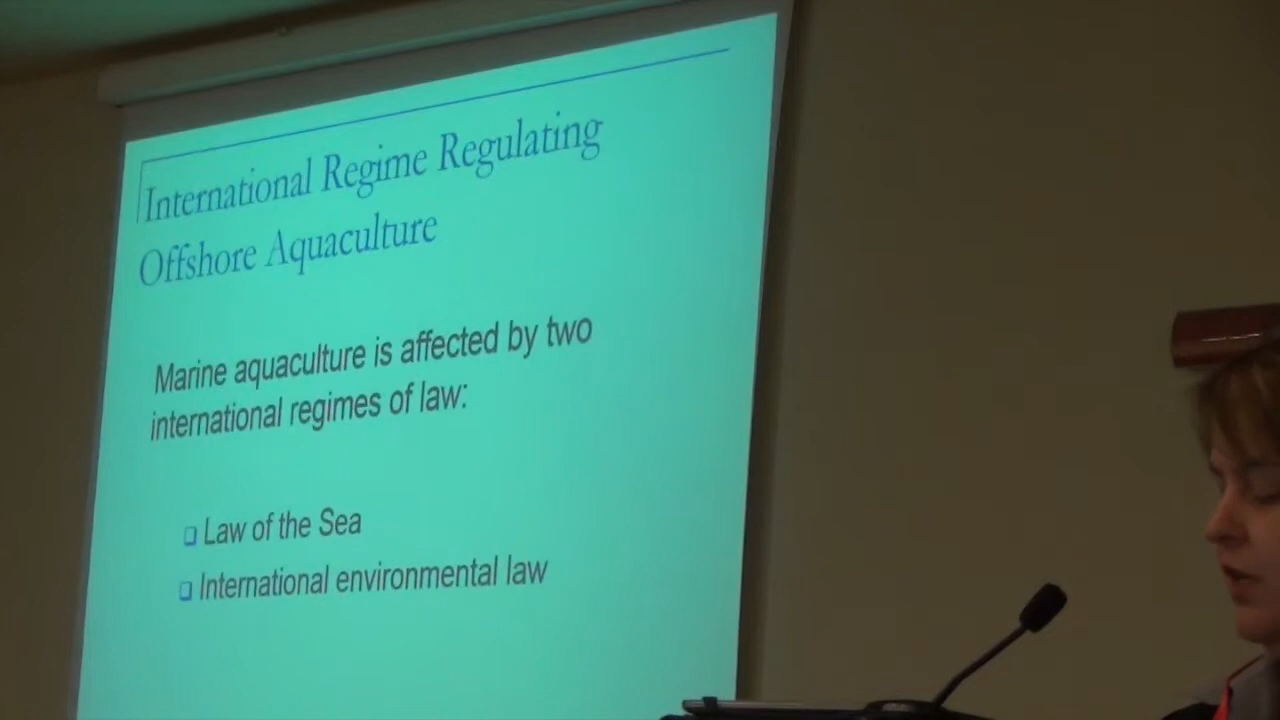 International Regime Regulating
Offshore Aquaculture
Marine aquaculture is affected by two
international regimes of law:
Law of the Sea
International environmental law